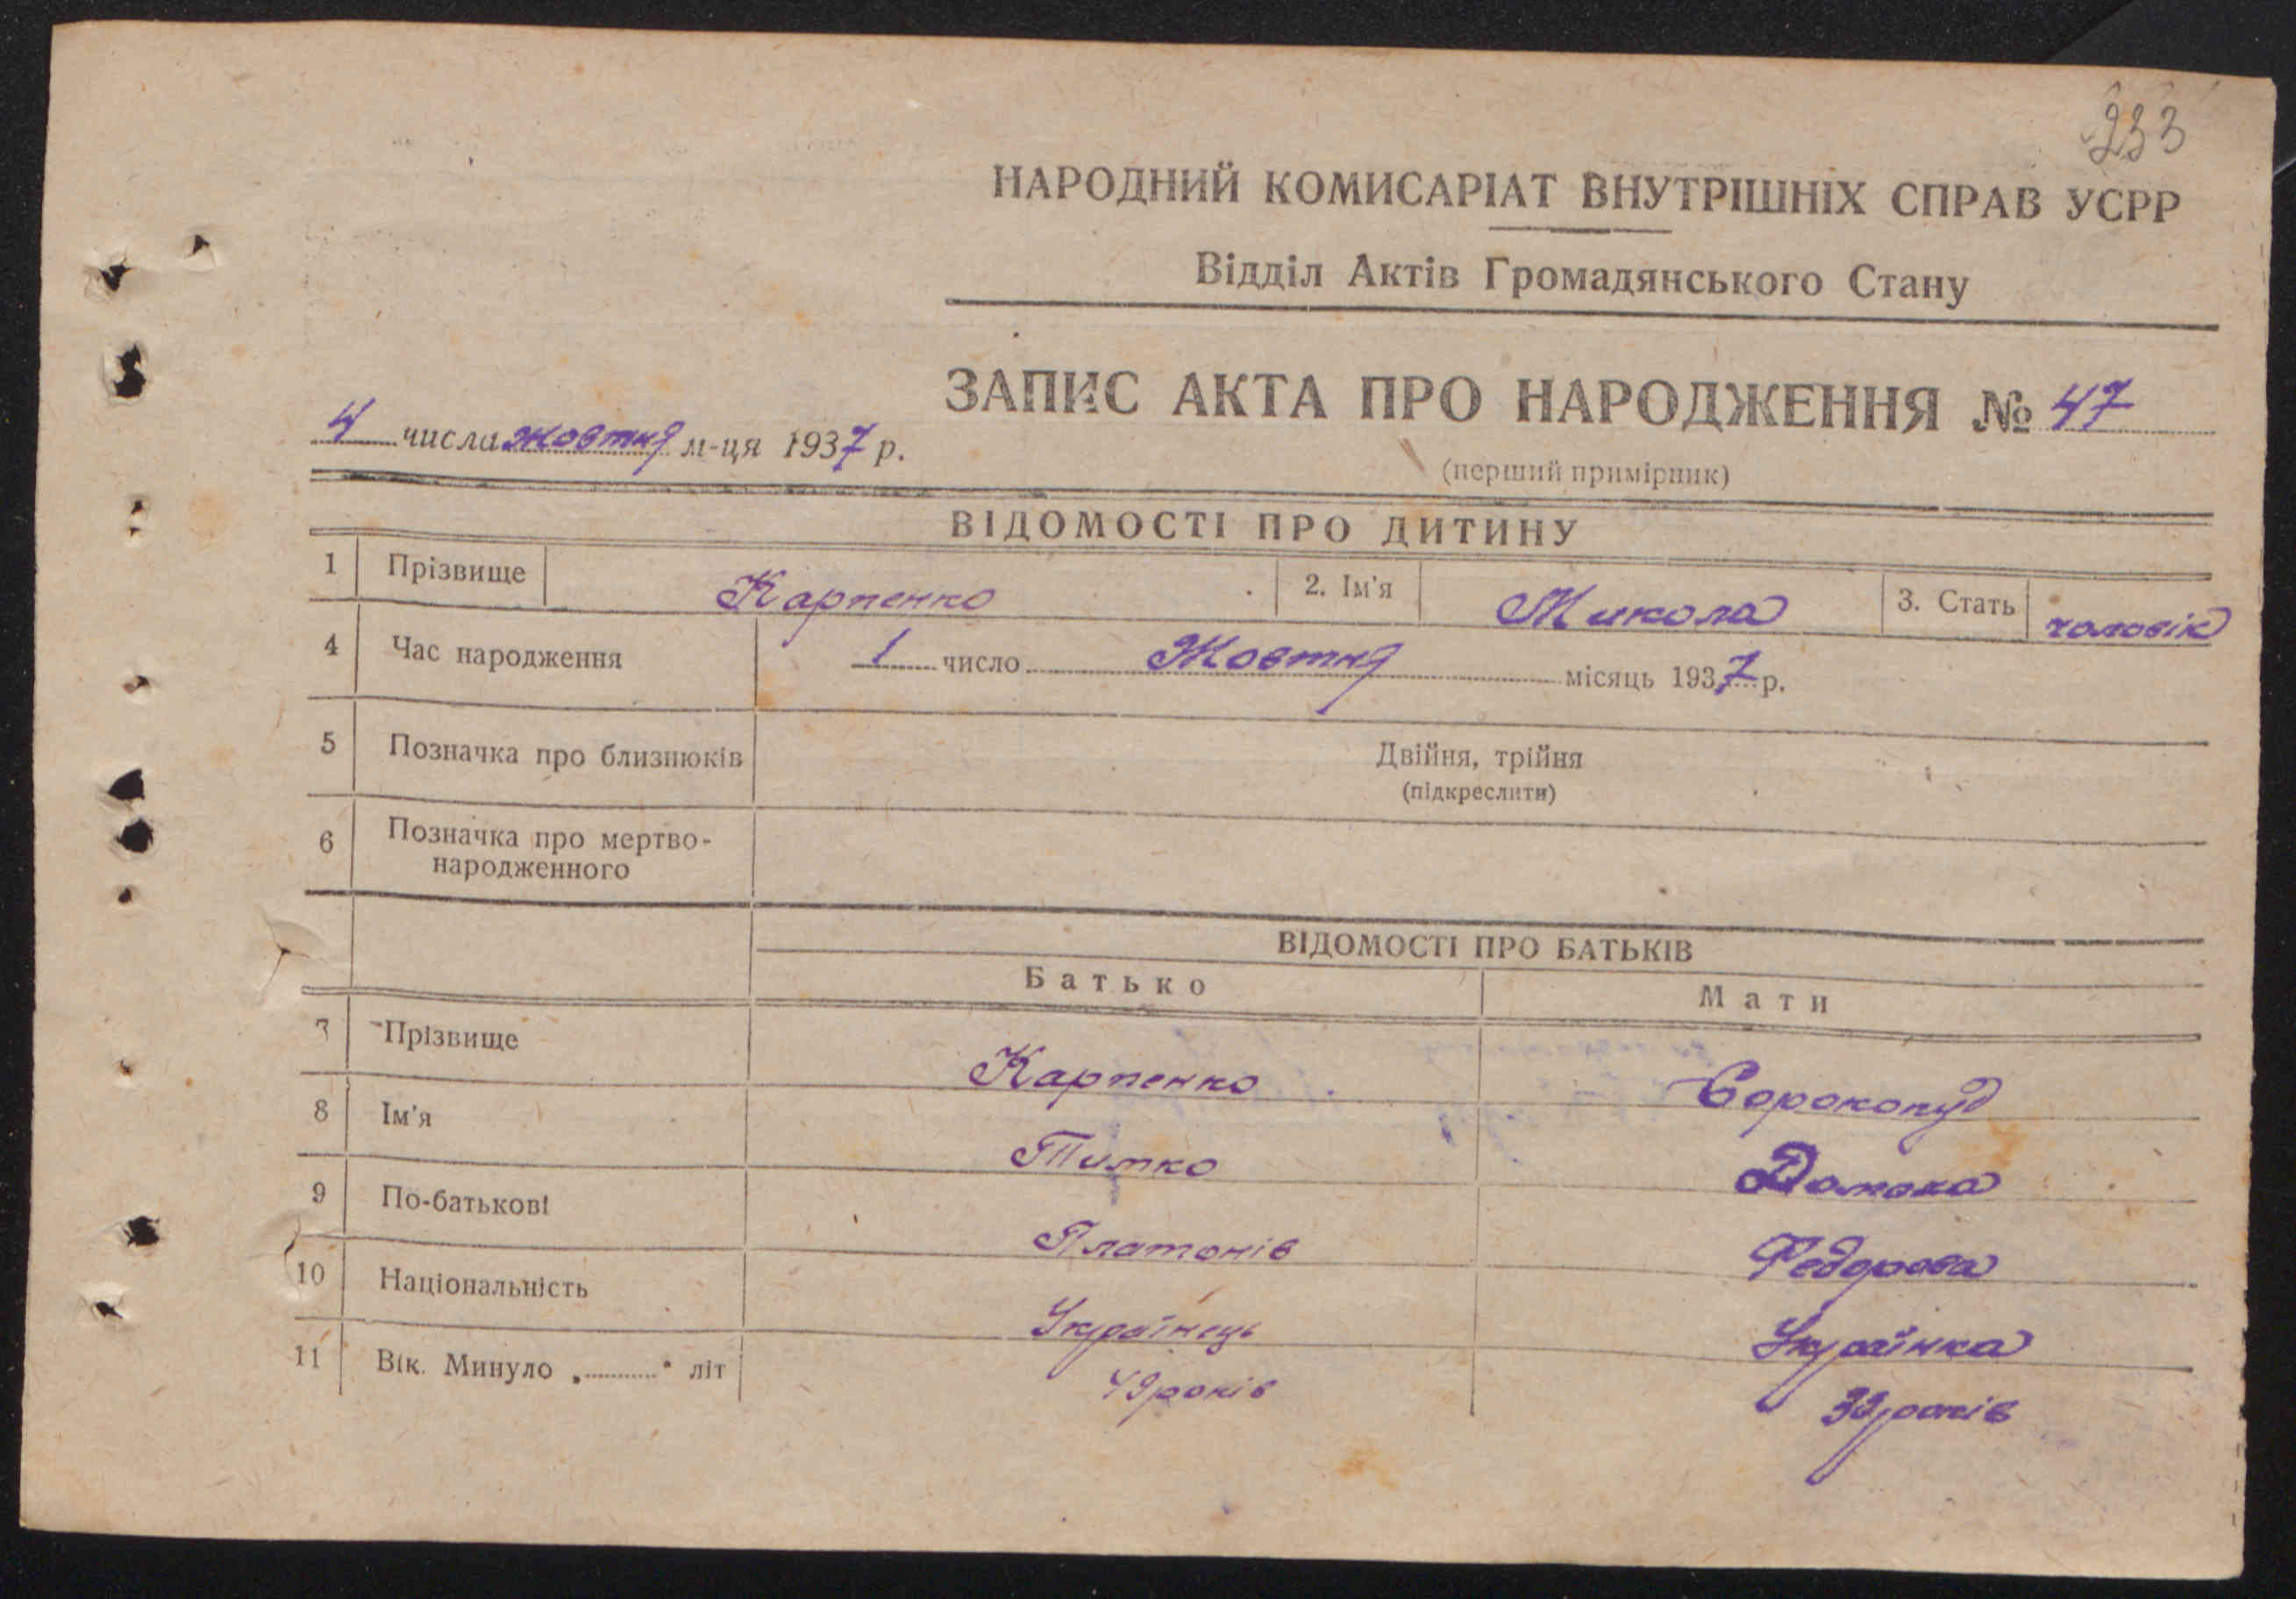 233
НАРОДНИЙ КОМИСАРІАТ ВНУТРІШНІХ СПРАВ УСРР
Відділ Актів Громадянського Стану
ЗАПИС АКТА ПРО НАРОДЖЕННЯ № 47
4 числа жовтня м-ця 1937 р.
(перший примірник)
ВІДОМОСТІ ПРО ДИТИНУ
1 Прізвище Карпенко 2. Ім'я Микола 3. Стать чоловік
4 Час народження 1 число Жовтня місяць 1937 р.
5 Позначка про близнюків Двійня, трійня
(підкреслити)
6 Позначка про мертво-
народженного
ВІДОМОСТІ ПРО БАТЬКІВ
Батько Мати
7 Прізвище Карпенко Сорокопуд
8 Ім'я Тимко Домаха
9 По-батькові Платонів Федорова
10 Національність Українець Українка
11 Вік. Минуло „ " літ 49 років 39 років